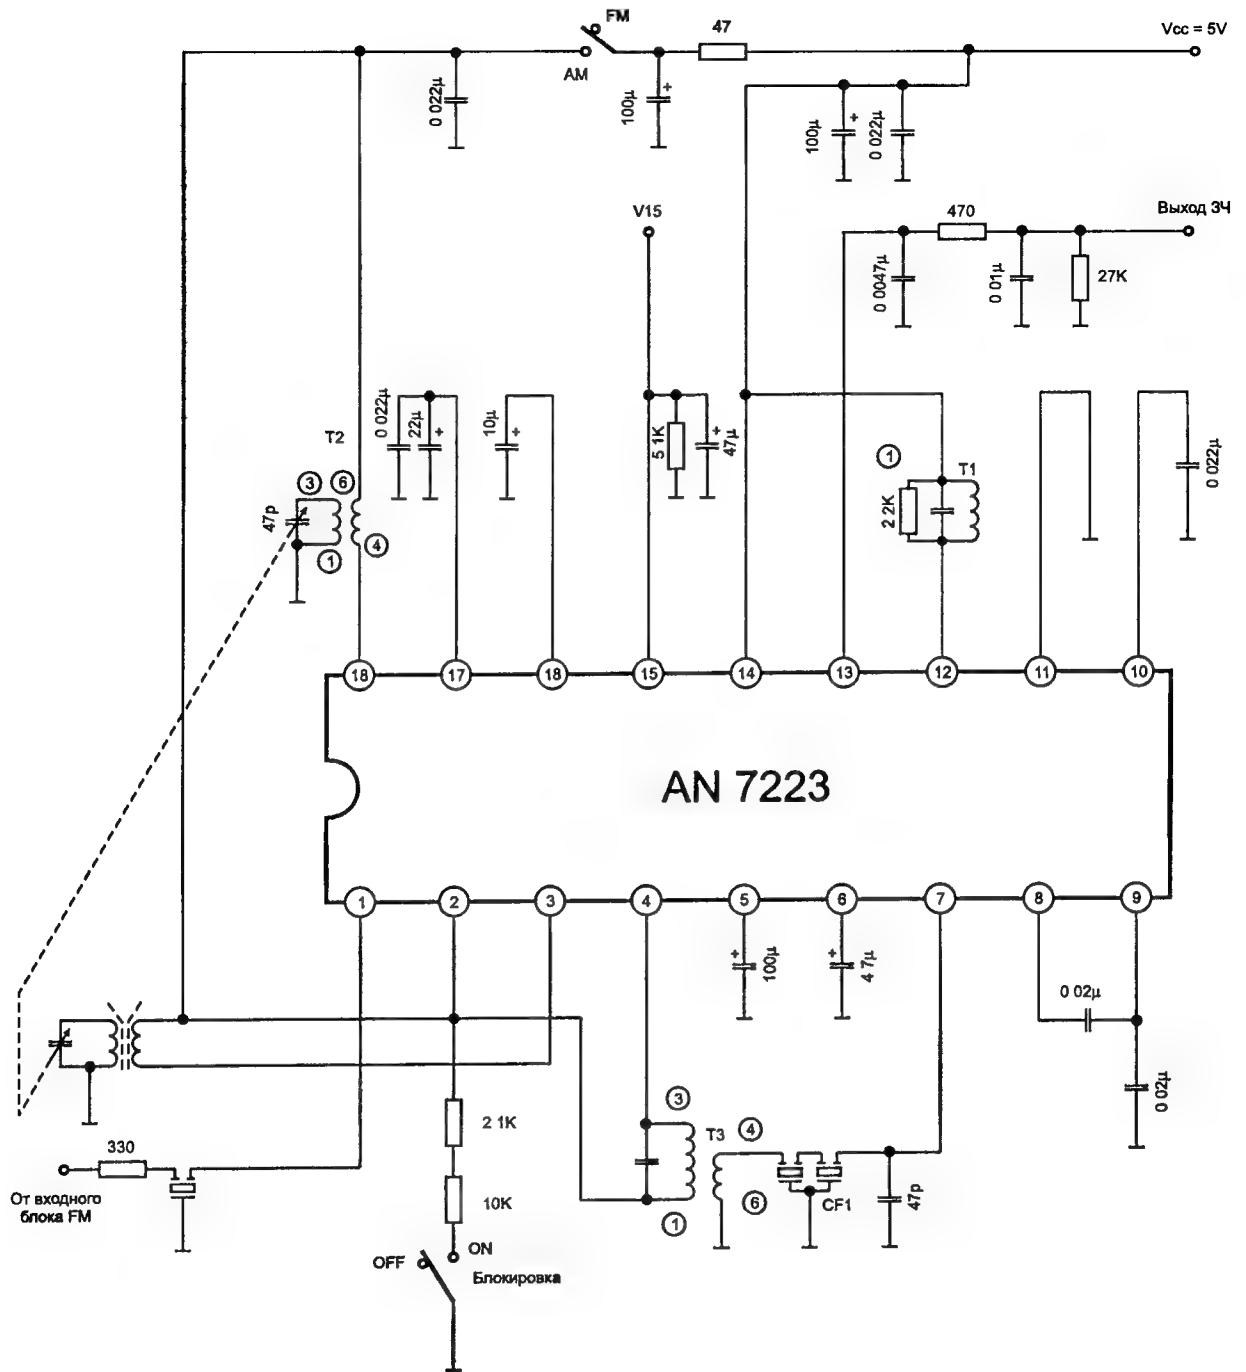 FM
47
Vcc = 5V
AM
0 022µ
100µ
+
100µ
+
0 022µ
V15
470
Выход ЗЧ
0 0047µ
0 01µ
27K
T2
0 022µ
22µ
+
10µ
+
5 1K
+
47µ
1
T1
2 2K
0 022µ
3
6
47p
1
4
18
17
18
15
14
13
12
11
10
AN 7223
1
2
3
4
5
6
7
8
9
+
100µ
+
4 7µ
0 02µ
0 02µ
3
2 1K
T3
4
330
От входного
блока FM
10K
1
6
CF1
47p
OFF
ON
Блокировка